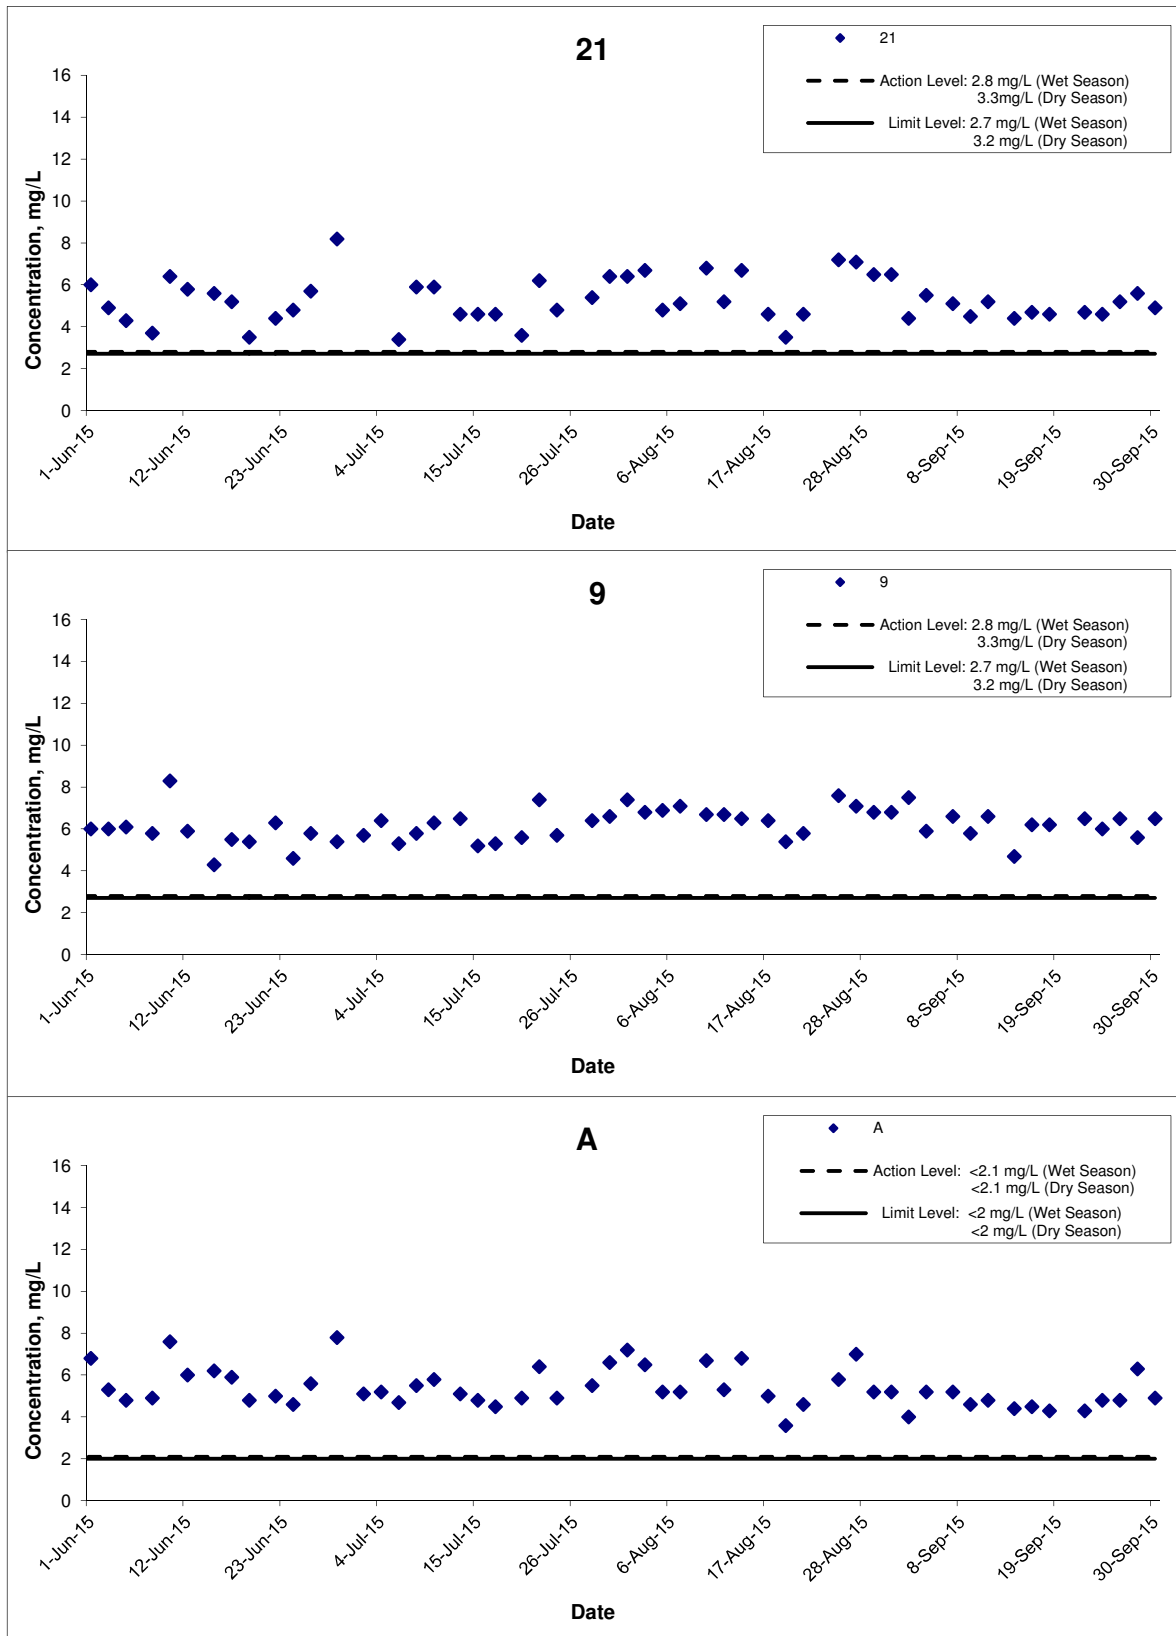 21
21
Action Level: 2.8 mg/L (Wet Season)
3.3mg/L (Dry Season)
Limit Level: 2.7 mg/L (Wet Season)
3.2 mg/L (Dry Season)
Concentration, mg/L
16
14
12
10
8
6
4
2
0
1-Jun-15
12-Jun-15
23-Jun-15
4-Jul-15
15-Jul-15
26-Jul-15
6-Aug-15
17-Aug-15
28-Aug-15
8-Sep-15
19-Sep-15
30-Sep-15
Date
9
9
Action Level: 2.8 mg/L (Wet Season)
3.3mg/L (Dry Season)
Limit Level: 2.7 mg/L (Wet Season)
3.2 mg/L (Dry Season)
Concentration, mg/L
16
14
12
10
8
6
4
2
0
1-Jun-15
12-Jun-15
23-Jun-15
4-Jul-15
15-Jul-15
26-Jul-15
6-Aug-15
17-Aug-15
28-Aug-15
8-Sep-15
19-Sep-15
30-Sep-15
Date
A
A
Action Level: <2.1 mg/L (Wet Season)
<2.1 mg/L (Dry Season)
Limit Level: <2 mg/L (Wet Season)
<2 mg/L (Dry Season)
Concentration, mg/L
16
14
12
10
8
6
4
2
0
1-Jun-15
12-Jun-15
23-Jun-15
4-Jul-15
15-Jul-15
26-Jul-15
6-Aug-15
17-Aug-15
28-Aug-15
8-Sep-15
19-Sep-15
30-Sep-15
Date